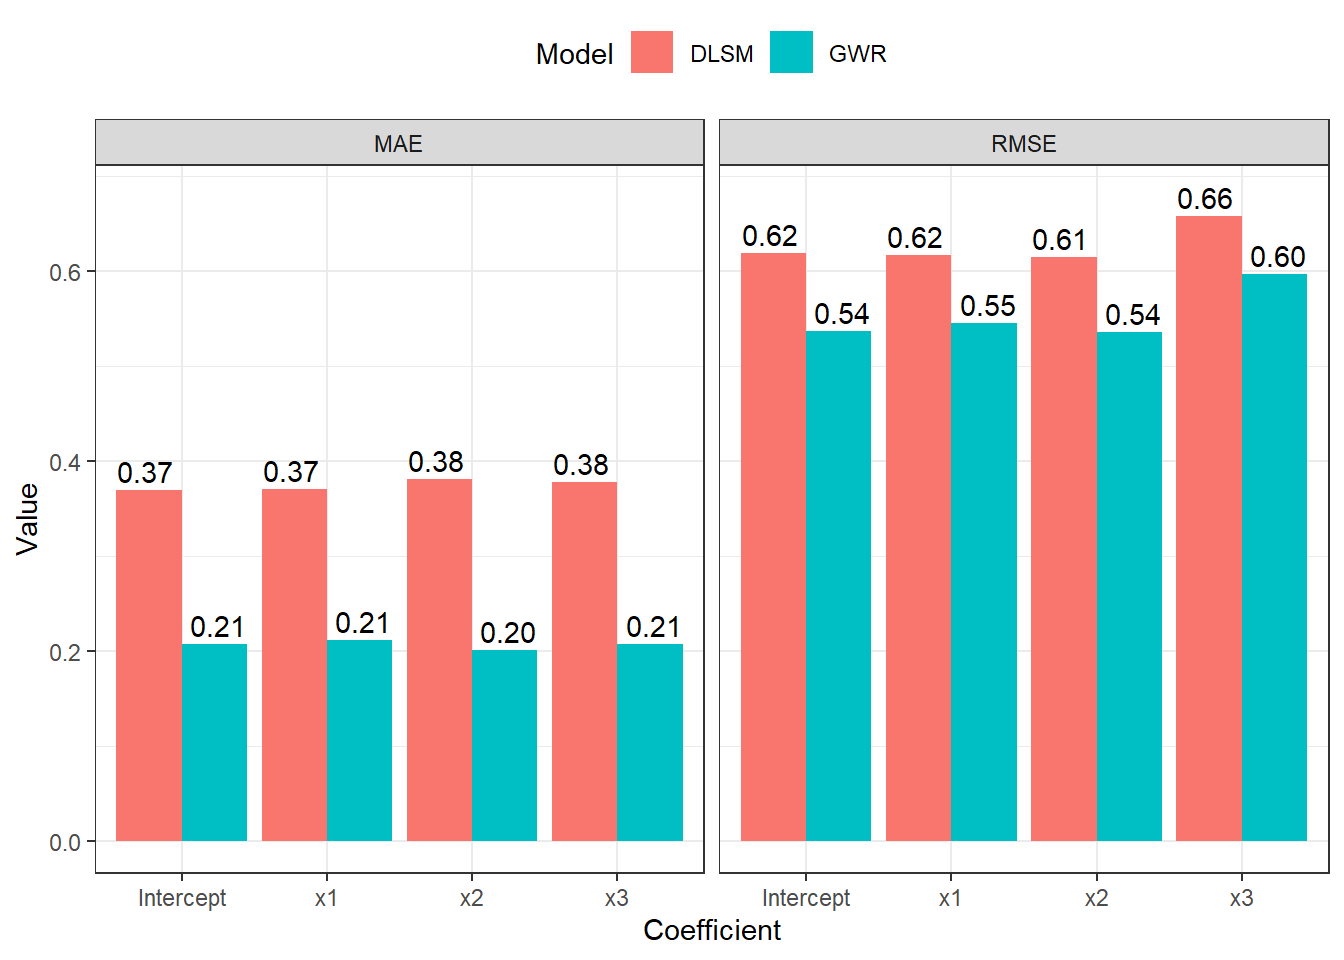 Model DLSM GWR
MAE RMSE
Value
0.6
0.4
0.2
0.0
0.37 0.21 0.37 0.21 0.38 0.20 0.38 0.21
0.62 0.54 0.62 0.55 0.61 0.54 0.66 0.60
Intercept x1 x2 x3 Intercept x1 x2 x3
Coefficient